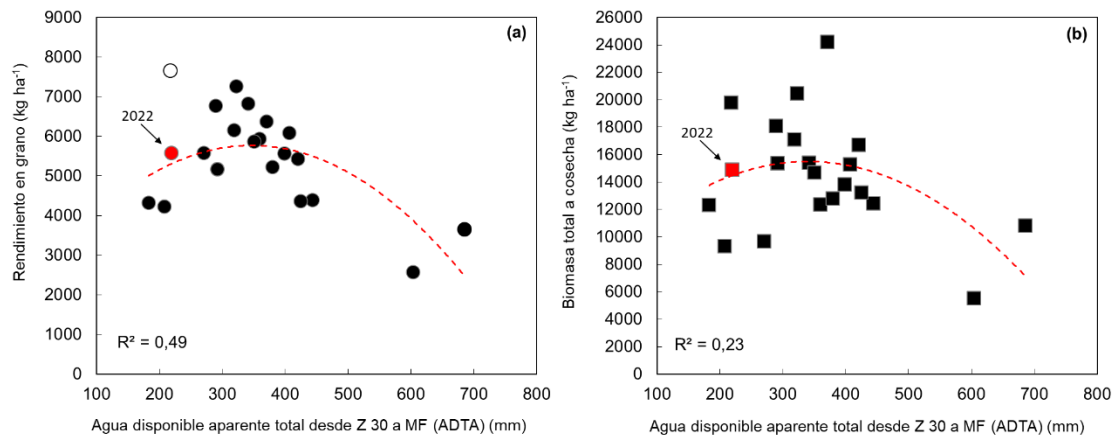 (a)
Rendimiento en grano (kg ha-1)
9000
8000
7000
6000
5000
4000
3000
2000
1000
0
2022
R² = 0,49
100 200 300 400 500 600 700 800
Agua disponible aparente total desde Z 30 a MF (ADTA) (mm)
(b)
Biomasa total a cosecha (kg ha-1)
26000
24000
22000
20000
18000
16000
14000
12000
10000
8000
6000
4000
2000
0
2022
R² = 0,23
100 200 300 400 500 600 700 800
Agua disponible aparente total desde Z 30 a MF (ADTA) (mm)